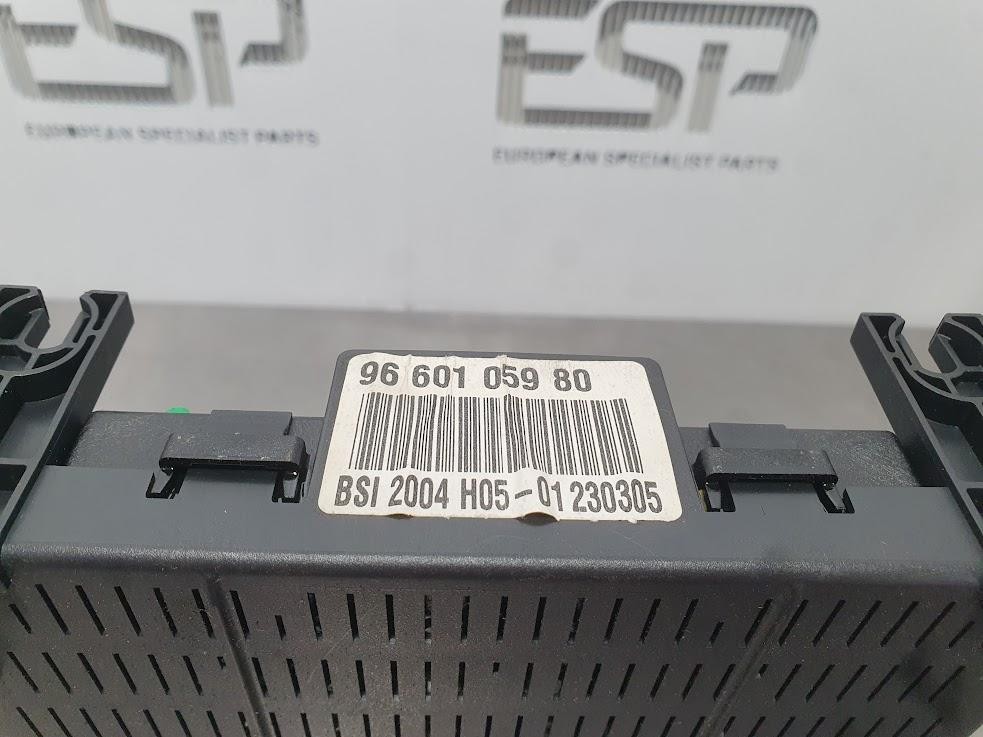 ESP
EUROPEAN SPECIALIST PARTS
ESP
EUROPEAN SPECIALIST PARTS
96 601 059 80
BSI 2004 H05-01 230305